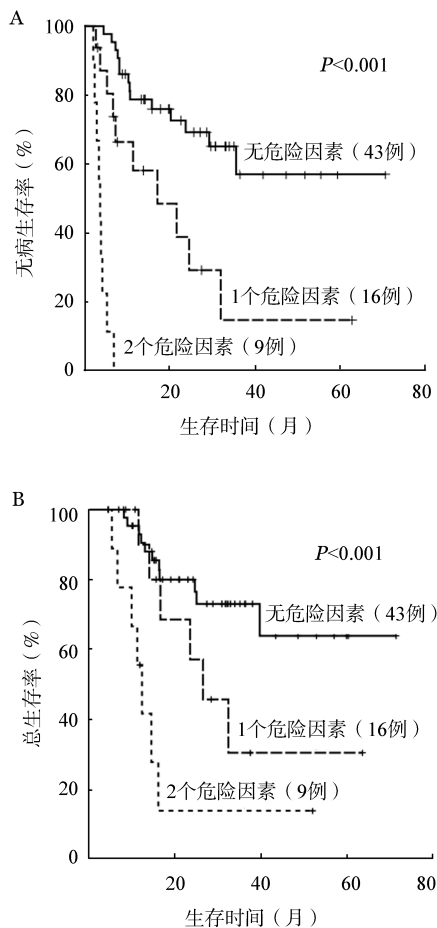 A
100
80
60
40
20
0
无病生存率（%）
P<0.001
无危险因素（43例）
1个危险因素（16例）
2个危险因素（9例）
20
40
60
80
生存时间（月）
B
100
80
60
40
20
0
总生存率（%）
P<0.001
无危险因素（43例）
1个危险因素（16例）
2个危险因素（9例）
20
40
60
80
生存时间（月）